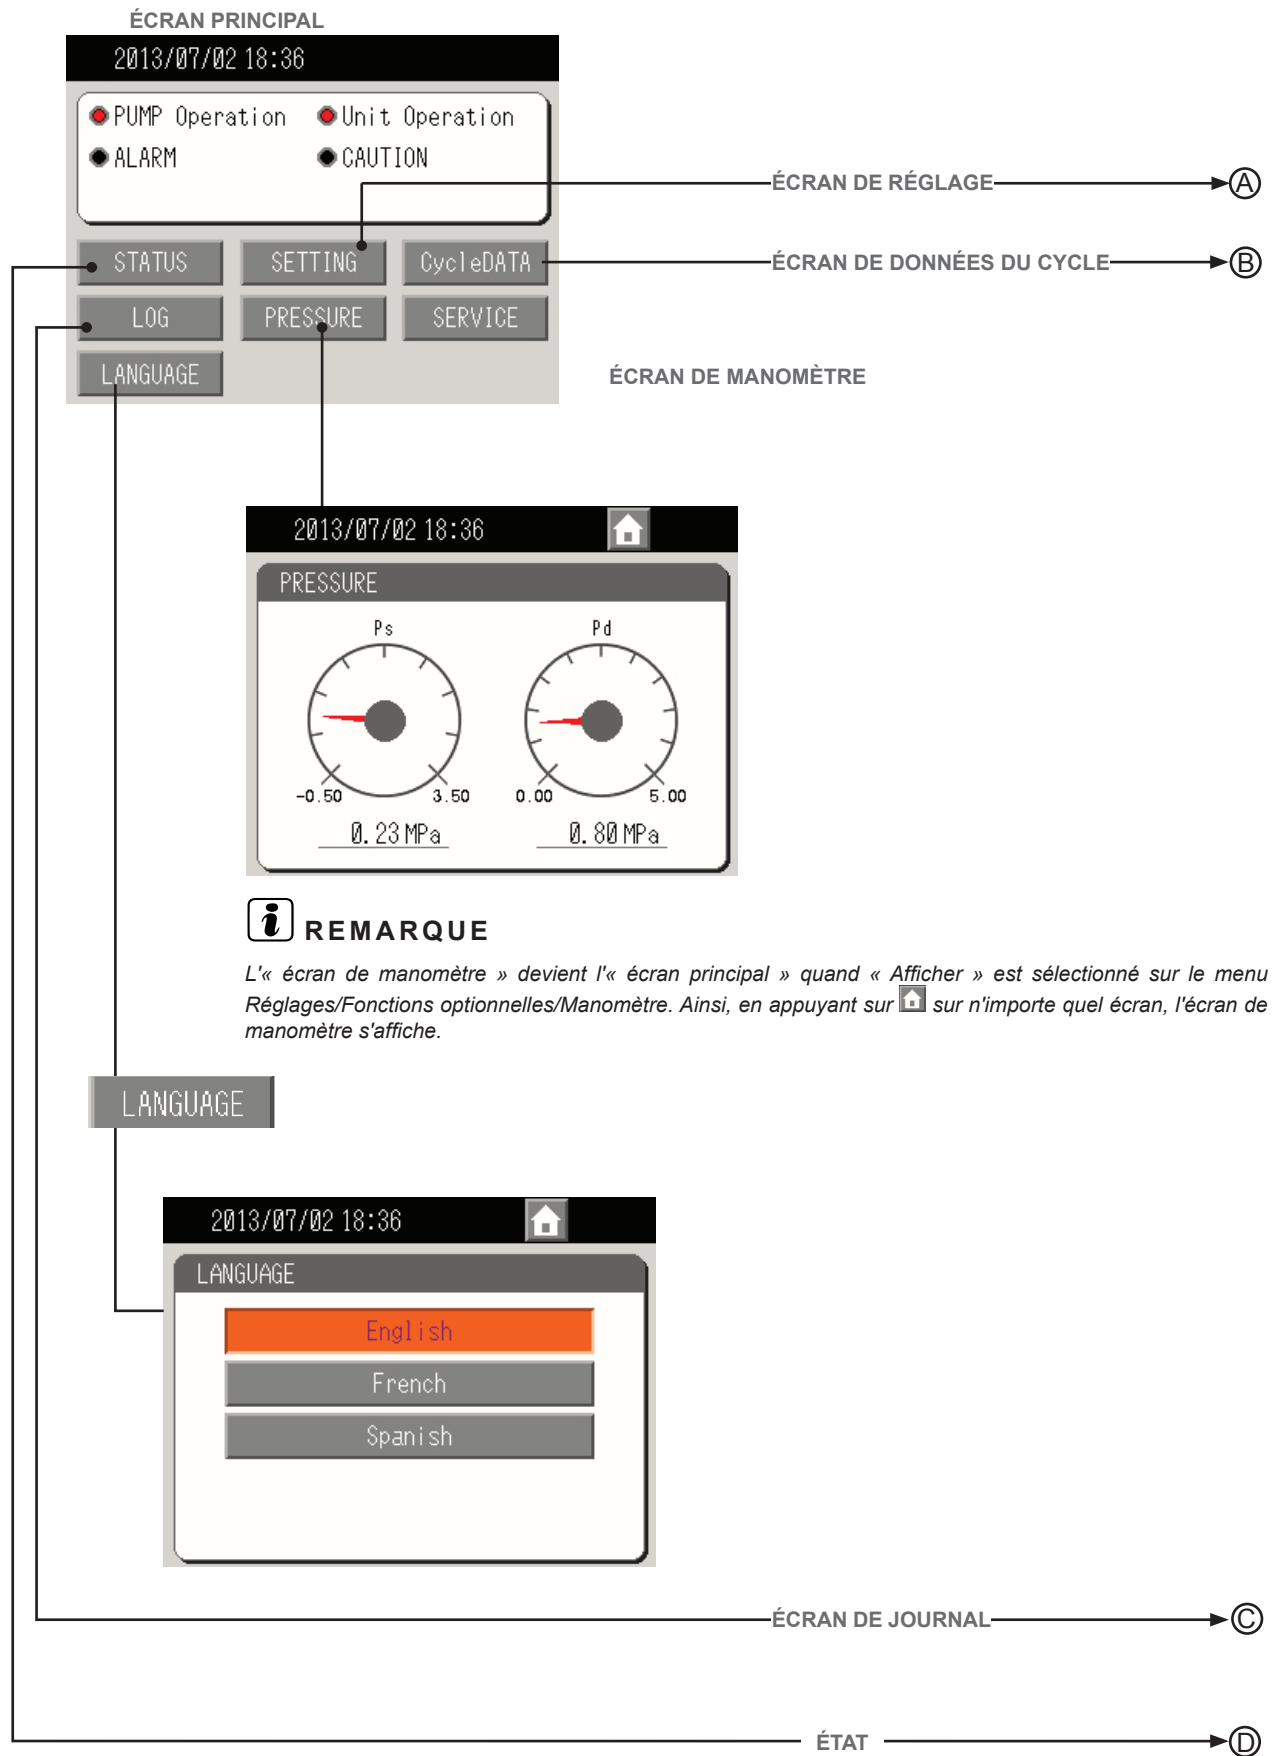 ÉCRAN PRINCIPAL
2013/07/02 18:36
PUMP Operation Unit Operation
ALARM CAUTION
ÉCRAN DE RÉGLAGE A
STATUS SETTING CycleDATA ÉCRAN DE DONNÉES DU CYCLE B
LOG PRESSURE SERVICE
LANGUAGE ÉCRAN DE MANOMÈTRE
2013/07/02 18:36
PRESSURE
Ps Pd
-0.50 3.50 0.00 5.00
0.23 MPa 0.80 MPa
i REMARQUE
L'« écran de manomètre » devient l'« écran principal » quand « Afficher » est sélectionné sur le menu
Réglages/Fonctions optionnelles/Manomètre. Ainsi, en appuyant sur sur n'importe quel écran, l'écran de
manomètre s'affiche.
LANGUAGE
2013/07/02 18:36
LANGUAGE
English
French
Spanish
ÉCRAN DE JOURNAL C
ÉTAT D